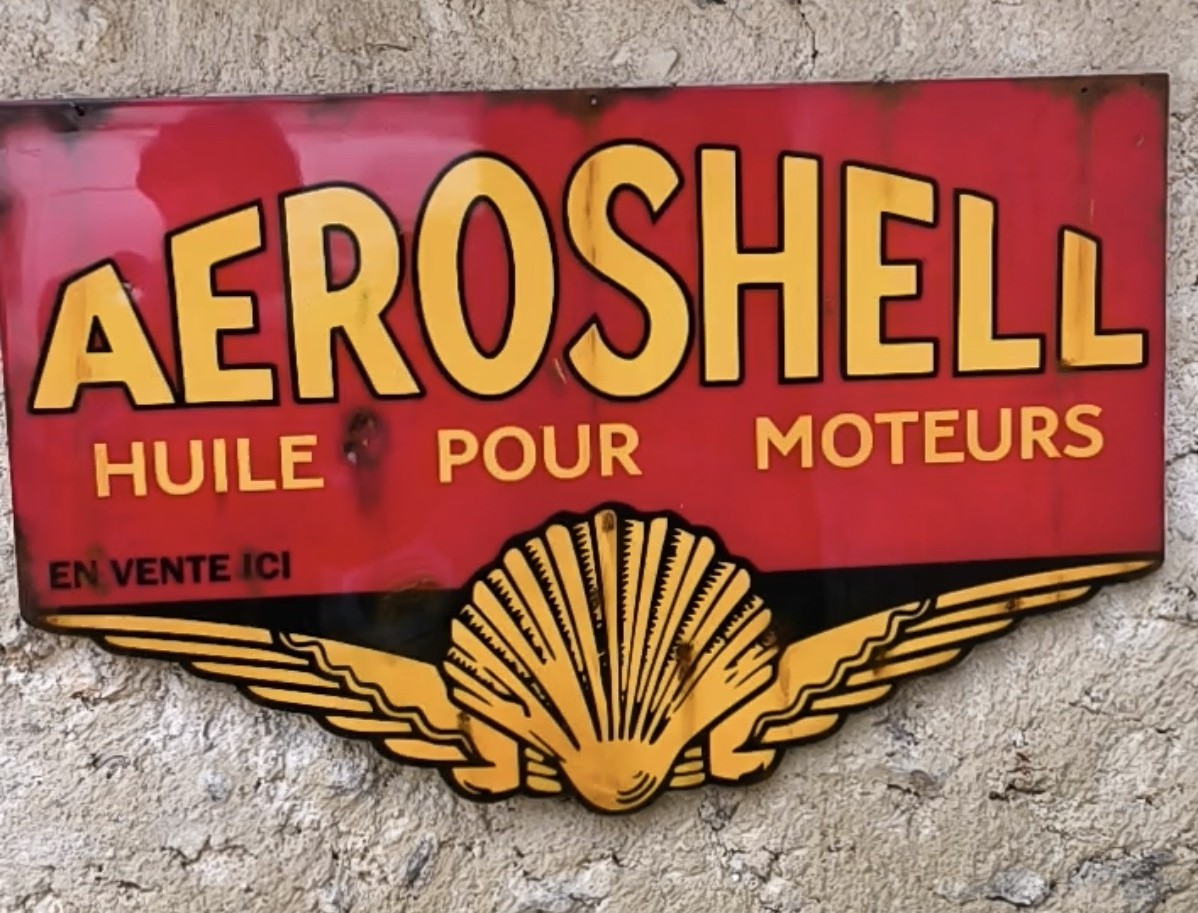 AEROSHELL
HUILE POUR MOTEURS
EN VENTE ICI